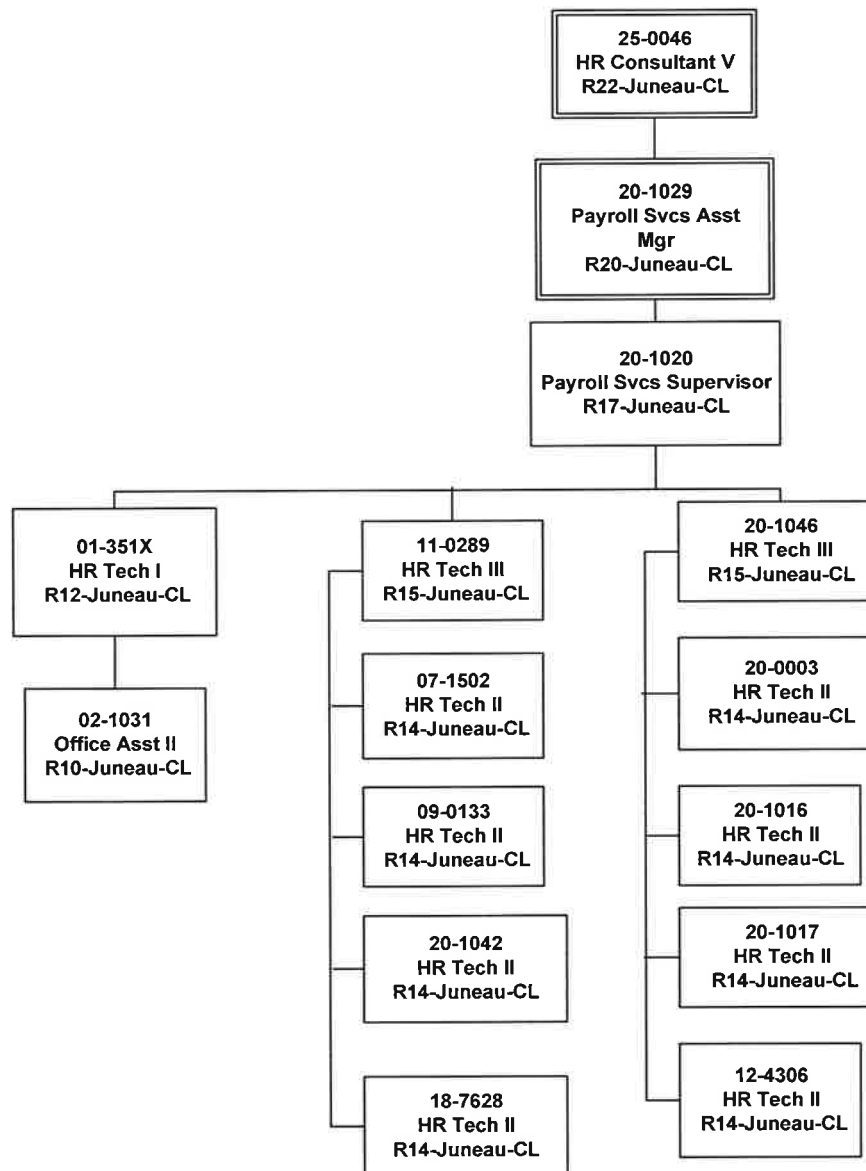 25-0046
HR Consultant V
R22-Juneau-CL
20-1029
Payroll Svcs Asst
Mgr
R20-Juneau-CL
20-1020
Payroll Svcs Supervisor
R17-Juneau-CL
01-351X
HR Tech I
R12-Juneau-CL
02-1031
Office Asst II
R10-Juneau-CL
11-0289
HR Tech III
R15-Juneau-CL
07-1502
HR Tech II
R14-Juneau-CL
09-0133
HR Tech II
R14-Juneau-CL
20-1042
HR Tech II
R14-Juneau-CL
18-7628
HR Tech II
R14-Juneau-CL
20-1046
HR Tech III
R15-Juneau-CL
20-0003
HR Tech II
R14-Juneau-CL
20-1016
HR Tech II
R14-Juneau-CL
20-1017
HR Tech II
R14-Juneau-CL
12-4306
HR Tech II
R14-Juneau-CL